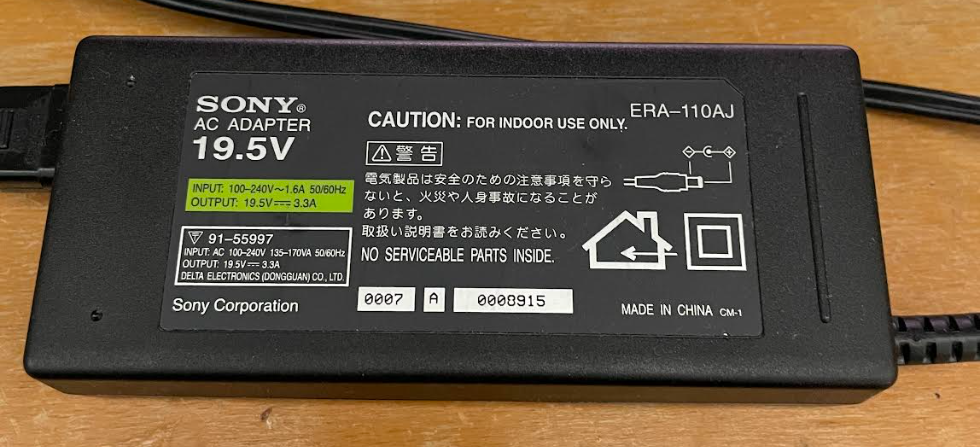 SONY®
AC ADAPTER
19.5V
INPUT: 100-240V～1.6A 50/60Hz
OUTPUT: 19.5V⎓3.3A
▽ 91-55997
INPUT: AC 100-240V 135-170VA 50/60Hz
OUTPUT: 19.5V⎓3.3A
DELTA ELECTRONICS (DONGGUAN) CO., LTD.
Sony Corporation
CAUTION: FOR INDOOR USE ONLY.
ERA-110AJ
⚠警告
電気製品は安全のための注意事項を守ら
ないと、火災や人身事故になることが
あります。
取扱い説明書をお読みください。
NO SERVICEABLE PARTS INSIDE.
0007 A 0008915
MADE IN CHINA CM-1